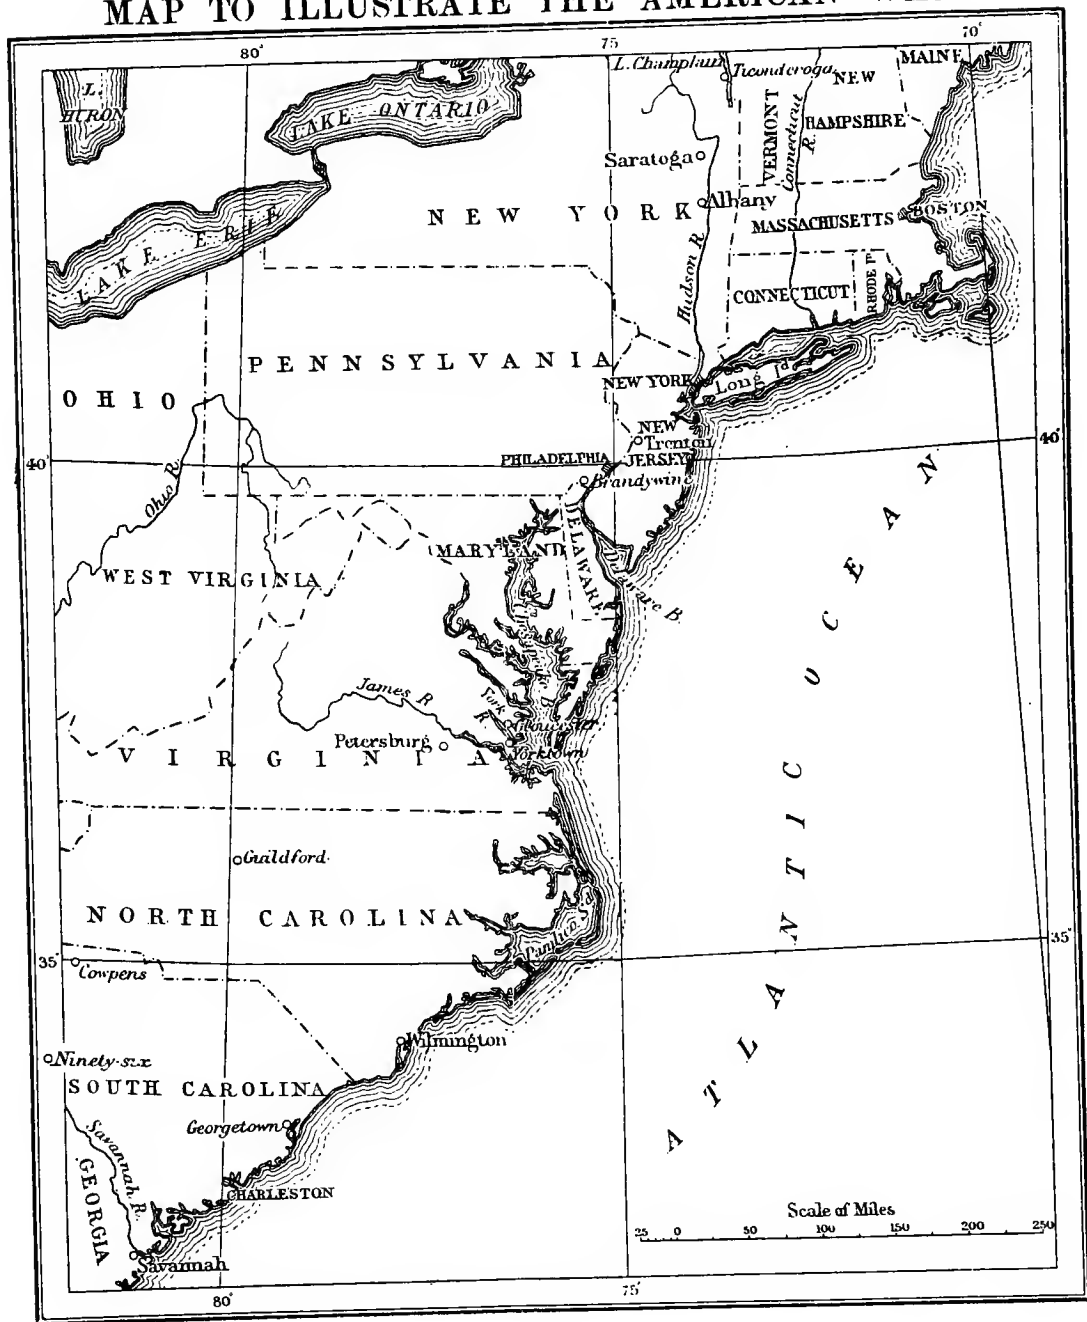 MAP TO ILLUSTRATE THE AMERICAN
80°
75
70°
L. HURON
LAKE ONTARIO
L. Champlain
Ticonderoga
NEW HAMPSHIRE
MAINE
VERMONT
Connecticut R.
Saratoga
Albany
NEW YORK
MASSACHUSETTS
BOSTON
LAKE ERIE
Hudson R.
CONNECTICUT
RHODE Iᵈ
PENNSYLVANIA
NEW YORK
Long Iᵈ
OHIO
NEW JERSEY
Trenton
40°
40°
PHILADELPHIA
Brandywine
Ohio R.
MARYLAND
DELAWARE
Delaware B.
WEST VIRGINIA
James R
York R
Gloucester
Petersburg
Yorktown
VIRGINIA
Guildford
NORTH CAROLINA
Pamlico Sᵈ
35°
35°
Cowpens
Wilmington
Ninety-six
SOUTH CAROLINA
Georgetown
Savannah R.
GEORGIA
CHARLESTON
Savannah
ATLANTIC OCEAN
Scale of Miles
25 0 50 100 150 200 250
80°
75°